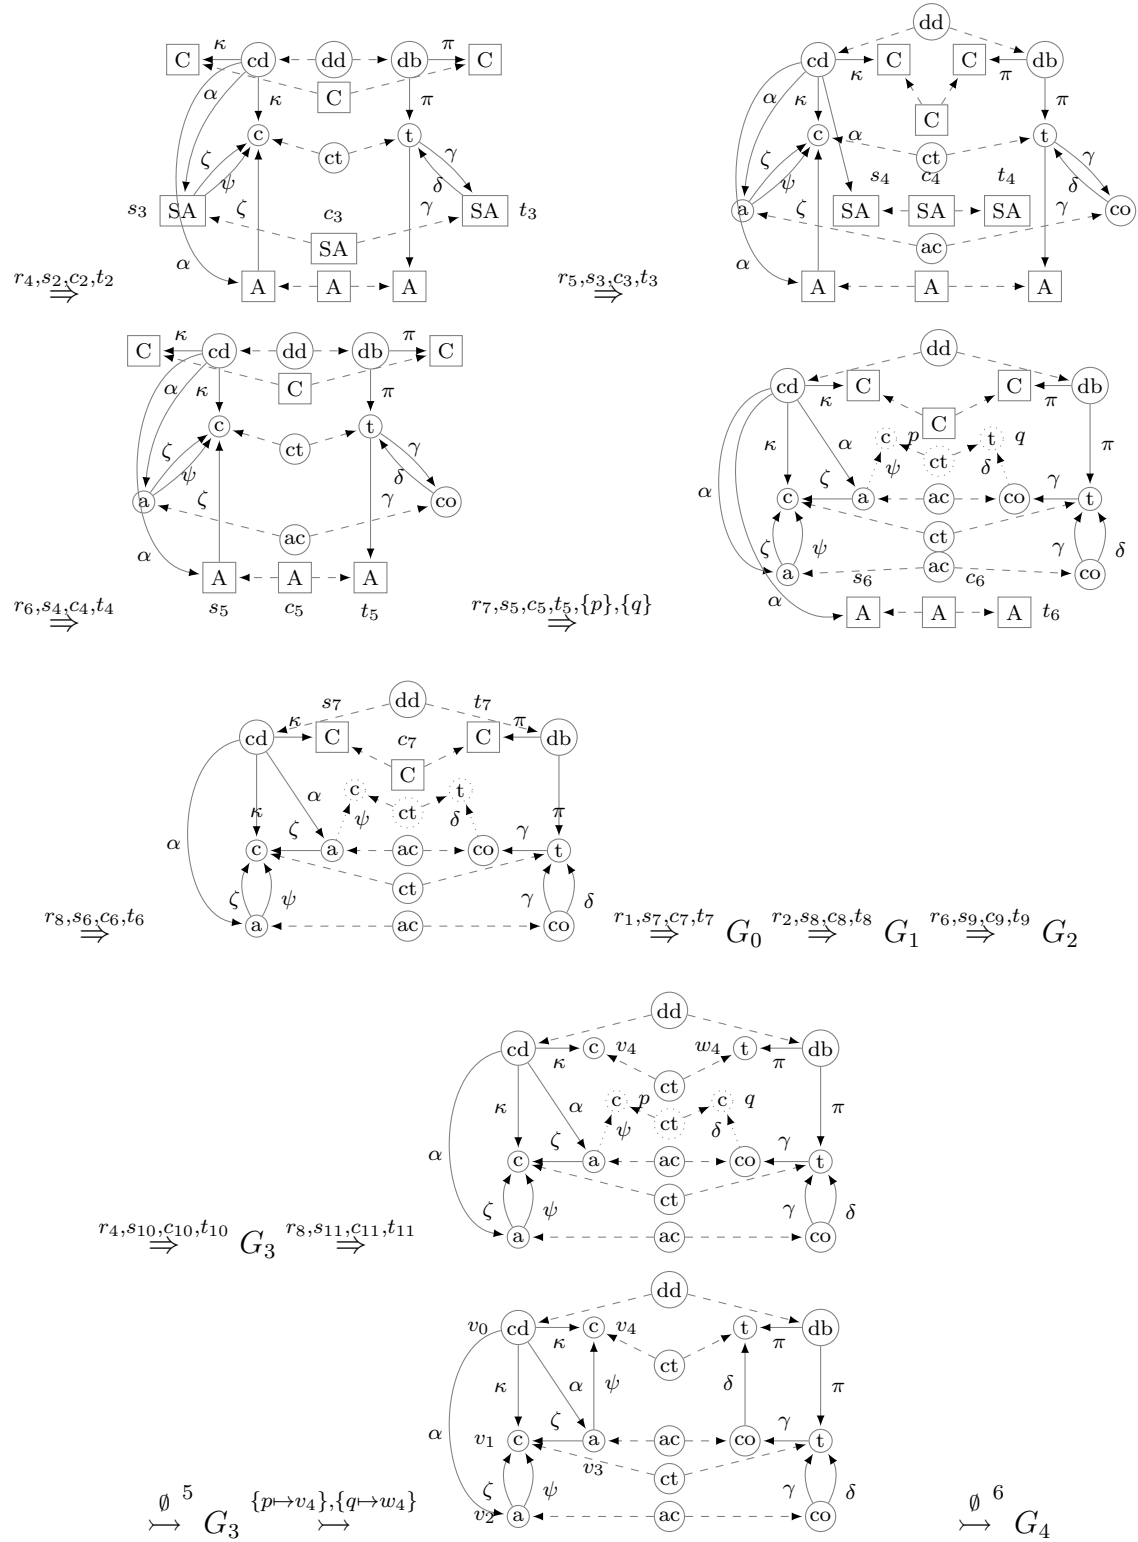 C κ cd dd db π C
α κ C π
c t
ζ ψ ct γ δ
s₃ SA ζ c₃ γ SA t₃
SA
α
r₄,s₂,c₂,t₂ ⇒ A A A
dd
cd κ C C π db
α κ C π
c α ct t
ζ ψ s₄ c₄ t₄ γ δ
a ζ SA SA SA γ co
ac
α
r₅,s₃,c₃,t₃ ⇒ A A A
C κ cd dd db π C
α κ C π
c t
ζ ψ ct γ δ
a ζ γ co
ac
α
A A A
r₆,s₄,c₄,t₄ ⇒ s₅ c₅ t₅
dd
cd κ C C π db
C
κ α c p t q π
ψ ct δ
α ζ γ
c a ac co t
ct
ζ ψ ac γ δ
a s₆ c₆ co
α
r₇,s₅,c₅,t₅,{p},{q} ⇒ A A A t₆
dd
s₇ t₇
cd κ C c₇ C π db
C
α c t
κ ψ ct δ π
α ζ γ
c a ac co t
ct
ζ ψ γ δ
a ac co
r₈,s₆,c₆,t₆ ⇒ r₁,s₇,c₇,t₇ ⇒ G₀ r₂,s₈,c₈,t₈ ⇒ G₁ r₆,s₉,c₉,t₉ ⇒ G₂
dd
cd κ c v₄ w₄ t π db
ct
κ α c p c q π
ψ ct δ
α ζ γ
c a ac co t
ct
ζ ψ γ δ
a ac co
r₄,s₁₀,c₁₀,t₁₀ ⇒ G₃ r₈,s₁₁,c₁₁,t₁₁ ⇒
dd
v₀ cd κ c v₄ t π db
ct
κ α ψ δ π
α ζ γ
v₁ c a ac co t
v₃ ct
ζ ψ γ δ
v₂ a ac co
∅ ↣ ⁵ G₃ {p↦v₄},{q↦w₄} ↣ ∅ ↣ ⁶ G₄